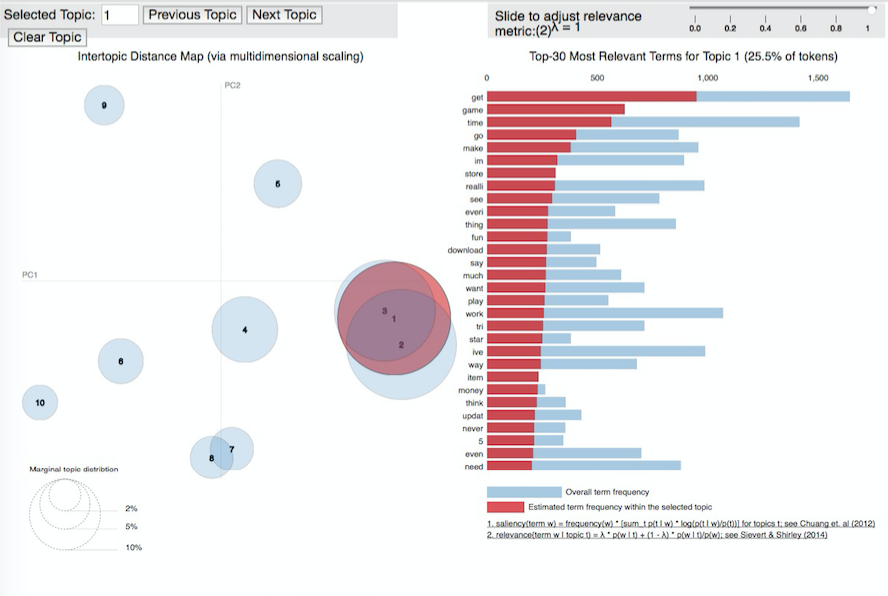 Selected Topic: 1 Previous Topic Next Topic
Clear Topic
Slide to adjust relevance
metric:(2)λ = 1
0.0 0.2 0.4 0.6 0.8 1
Intertopic Distance Map (via multidimensional scaling)
PC2
PC1
9
5
3
1
2
4
6
10
7
8
Marginal topic distribtion
2%
5%
10%
Top-30 Most Relevant Terms for Topic 1 (25.5% of tokens)
0 500 1,000 1,500
get
game
time
go
make
im
store
realli
see
everi
thing
fun
download
say
much
want
play
work
tri
star
ive
way
item
money
think
updat
never
5
even
need
Overall term frequency
Estimated term frequency within the selected topic
1. saliency(term w) = frequency(w) * [sum_t p(t | w) * log(p(t | w)/p(t))] for topics t; see Chuang et. al (2012)
2. relevance(term w | topic t) = λ * p(w | t) + (1 - λ) * p(w | t)/p(w); see Sievert & Shirley (2014)